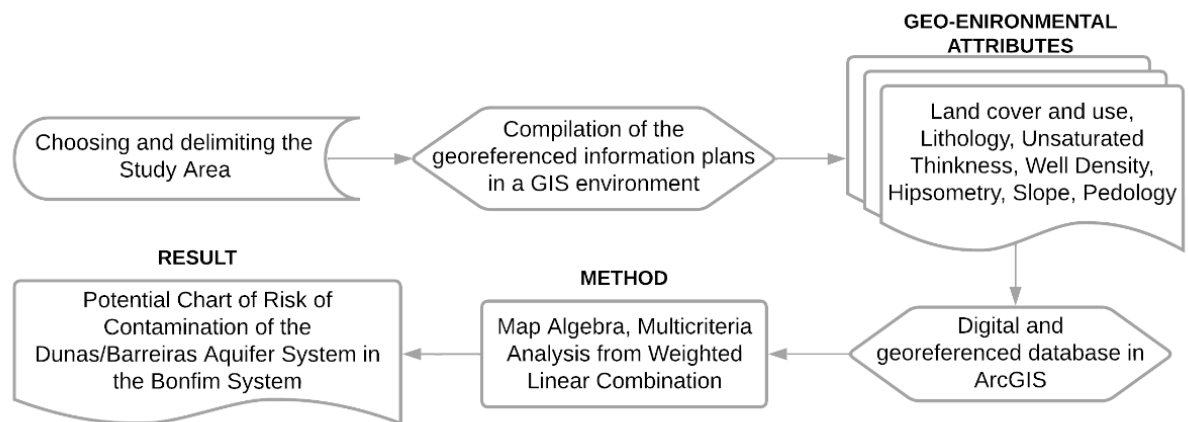 Choosing and delimiting the
Study Area
Compilation of the
georeferenced information plans
in a GIS environment
GEO-ENIRONMENTAL
ATTRIBUTES
Land cover and use,
Lithology, Unsaturated
Thinkness, Well Density,
Hipsometry, Slope, Pedology
Digital and
georeferenced database in
ArcGIS
METHOD
Map Algebra, Multicriteria
Analysis from Weighted
Linear Combination
RESULT
Potential Chart of Risk of
Contamination of the
Dunas/Barreiras Aquifer System in
the Bonfim System